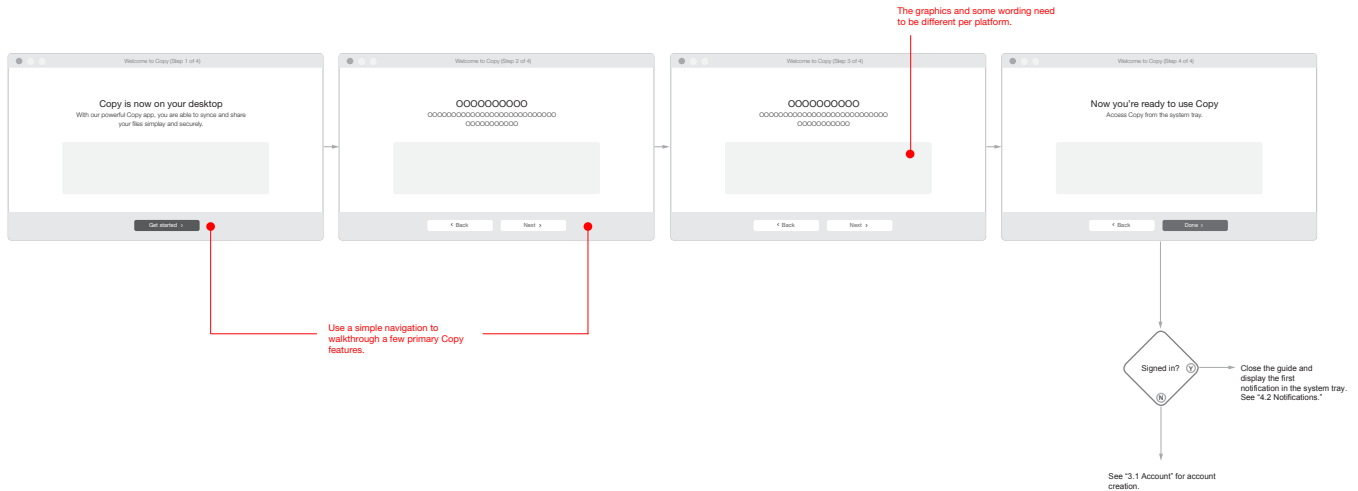 The graphics and some wording need
to be different per platform.
Welcome to Copy (Step 1 of 4)
Copy is now on your desktop
With our powerful Copy app, you are able to synce and share
your files simplay and securely.
Get started ›
Welcome to Copy (Step 2 of 4)
OOOOOOOOOO
OOOOOOOOOOOOOOOOOOOOOOOOOOO
OOOOOOOOOOO
‹ Back
Next ›
Welcome to Copy (Step 3 of 4)
OOOOOOOOOO
OOOOOOOOOOOOOOOOOOOOOOOOOOO
OOOOOOOOOOO
‹ Back
Next ›
Welcome to Copy (Step 4 of 4)
Now you're ready to use Copy
Access Copy from the system tray.
‹ Back
Done ›
Use a simple navigation to
walkthrough a few primary Copy
features.
Signed in?
Y
N
Close the guide and
display the first
notification in the system tray.
See “4.2 Notifications.”
See “3.1 Account” for account
creation.